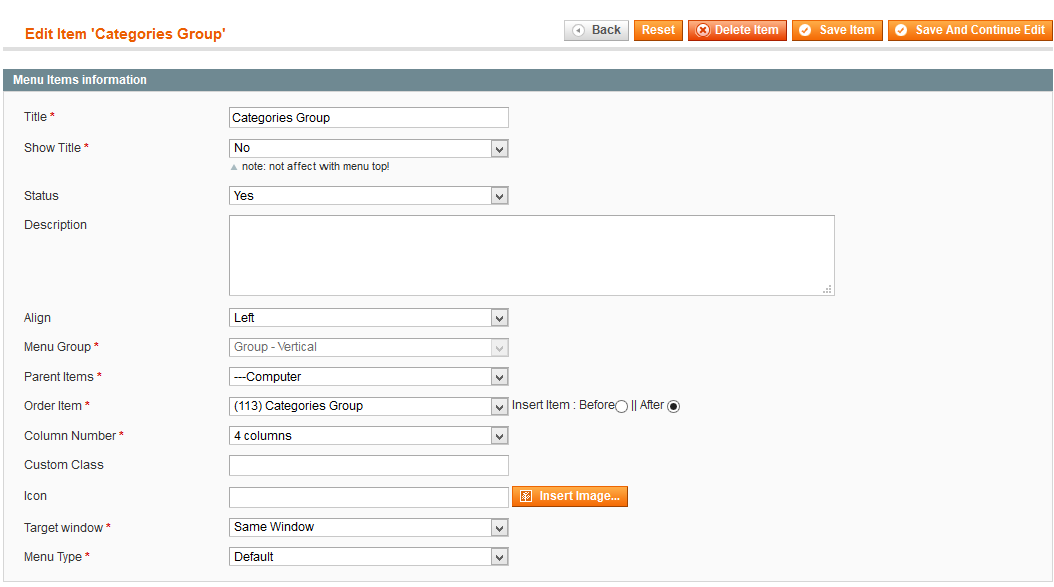 Edit Item 'Categories Group' Back Reset Delete Item Save Item Save And Continue Edit
Menu Items information
Title * Categories Group
Show Title * No
note: not affect with menu top!
Status Yes
Description
Align Left
Menu Group * Group - Vertical
Parent Items * ---Computer
Order Item * (113) Categories Group Insert Item : Before || After
Column Number * 4 columns
Custom Class
Icon Insert Image...
Target window * Same Window
Menu Type * Default